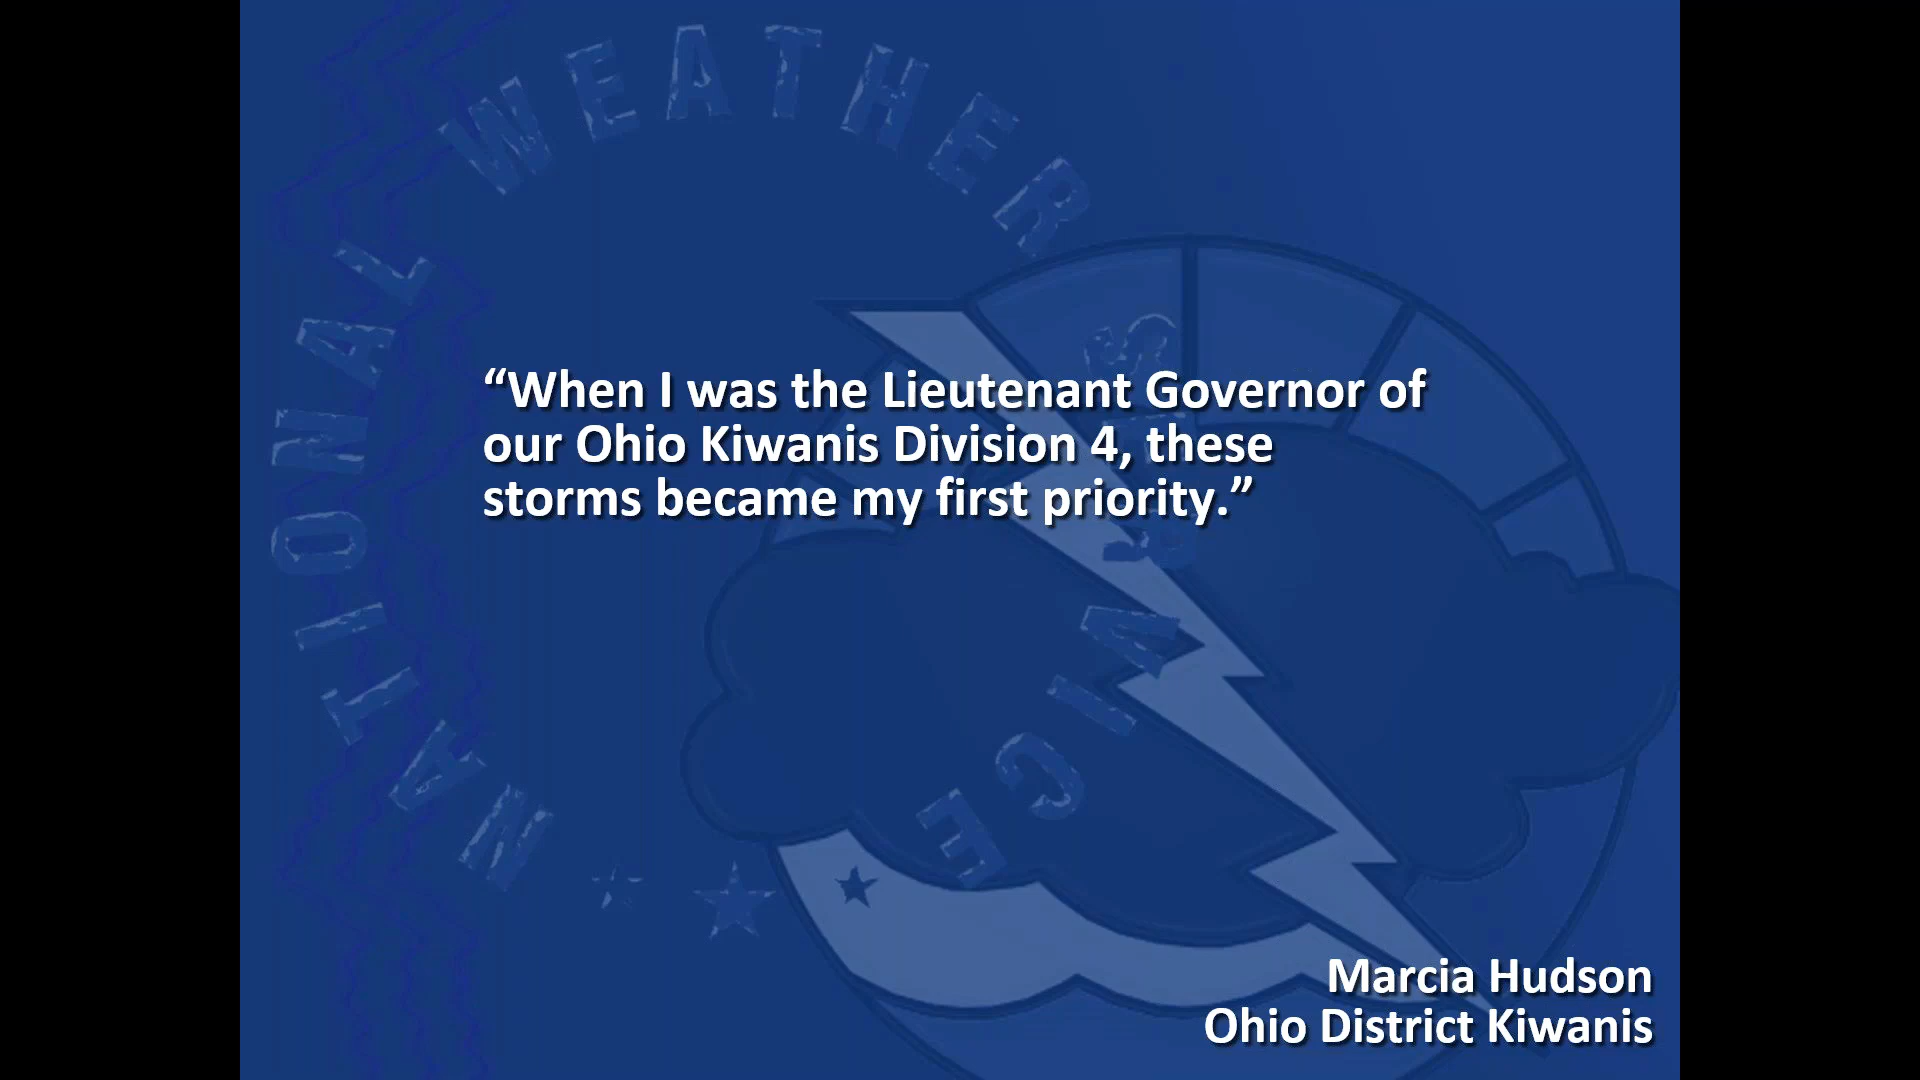 NATIONAL WEATHER SERVICE
“When I was the Lieutenant Governor of
our Ohio Kiwanis Division 4, these
storms became my first priority.”
Marcia Hudson
Ohio District Kiwanis